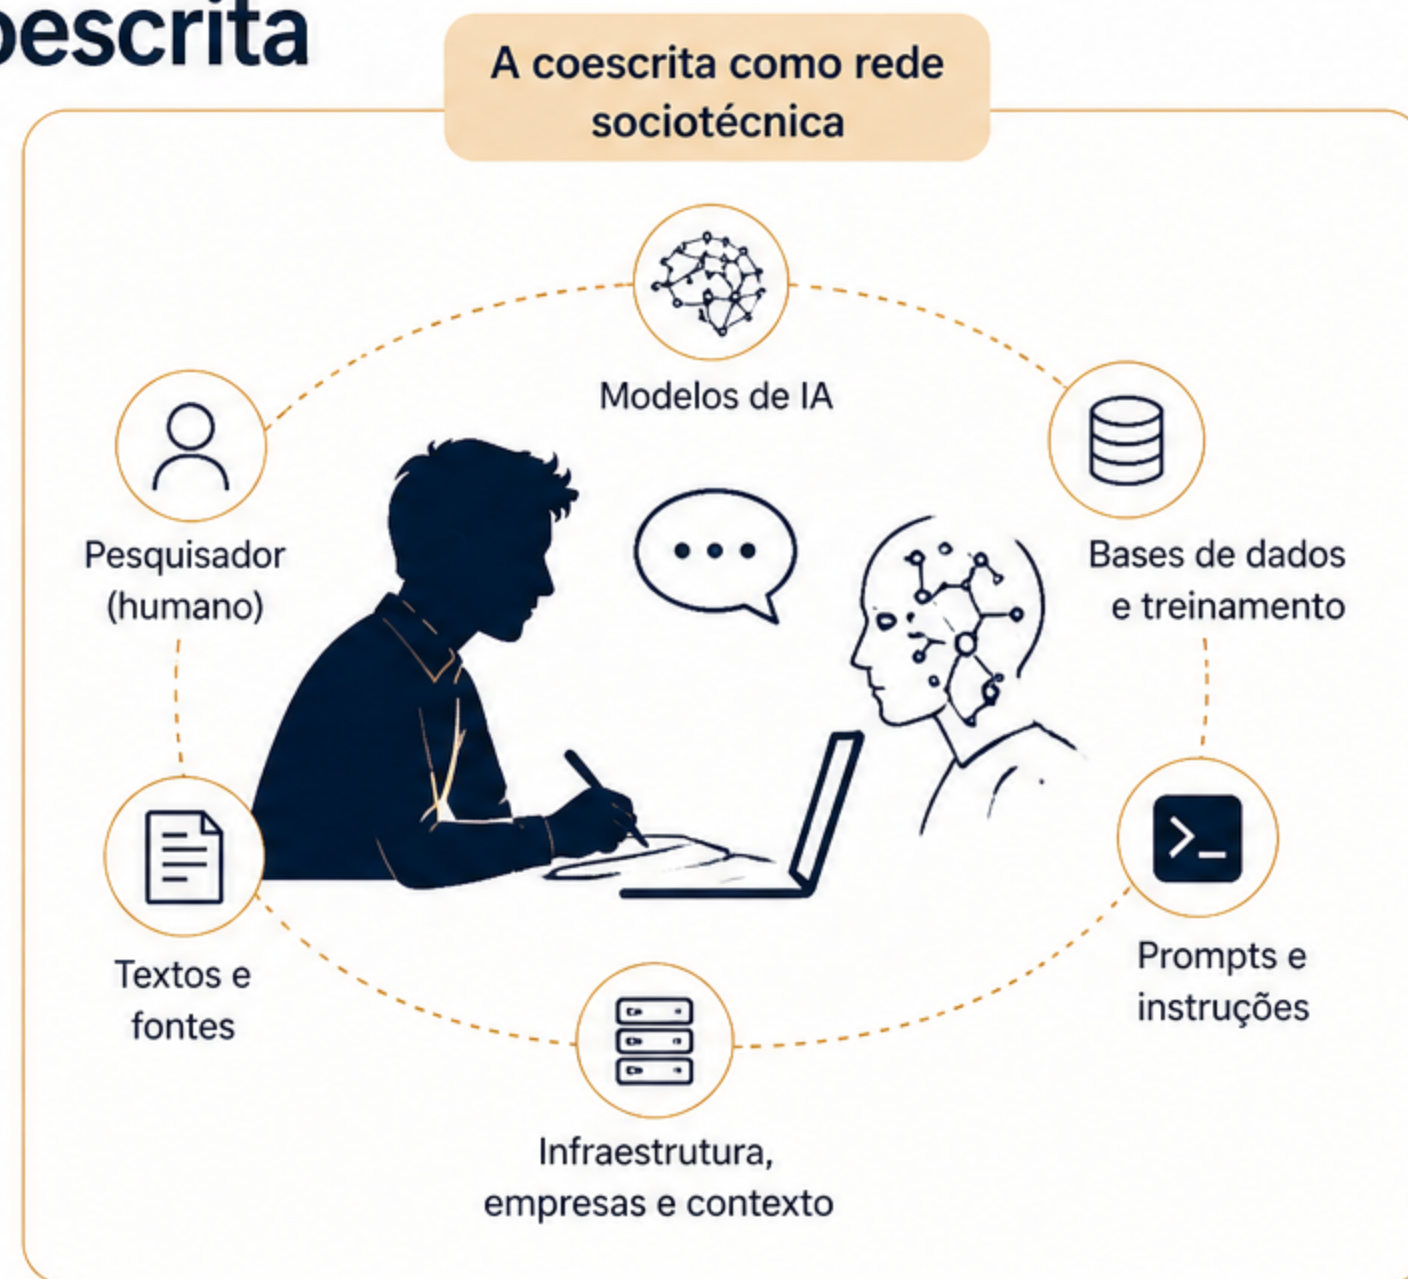 oescrita
A coescrita como rede
sociotécnica
Modelos de IA
Pesquisador
(humano)
Bases de dados
e treinamento
Textos e
fontes
Prompts e
instruções
Infraestrutura,
empresas e contexto